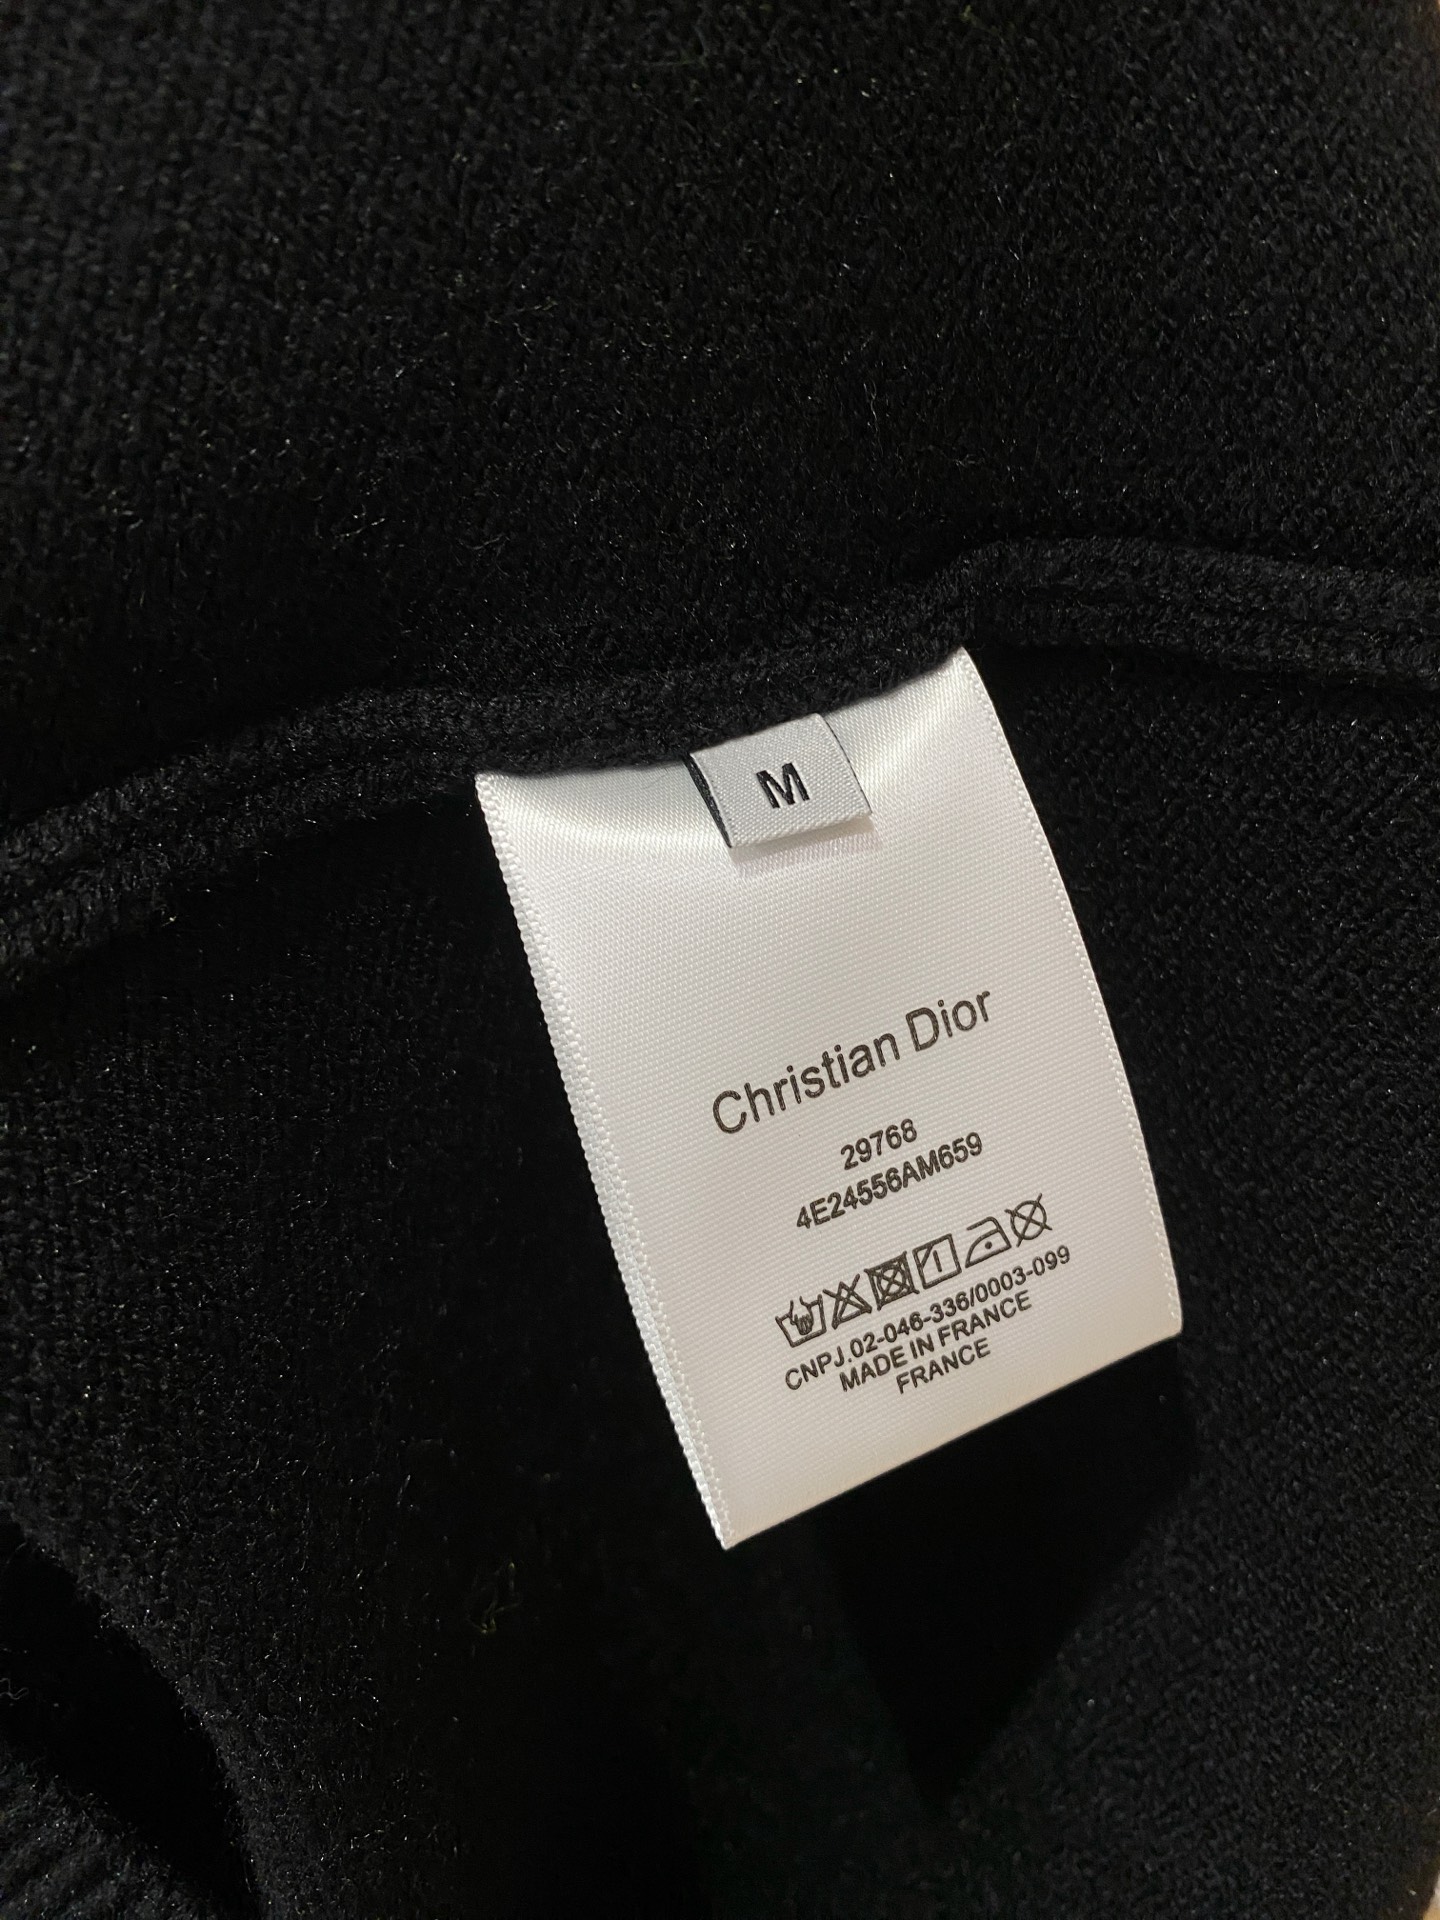 M
Christian Dior
29768
4E24556AM659
CNPJ.02-046-336/0003-099
MADE IN FRANCE
FRANCE